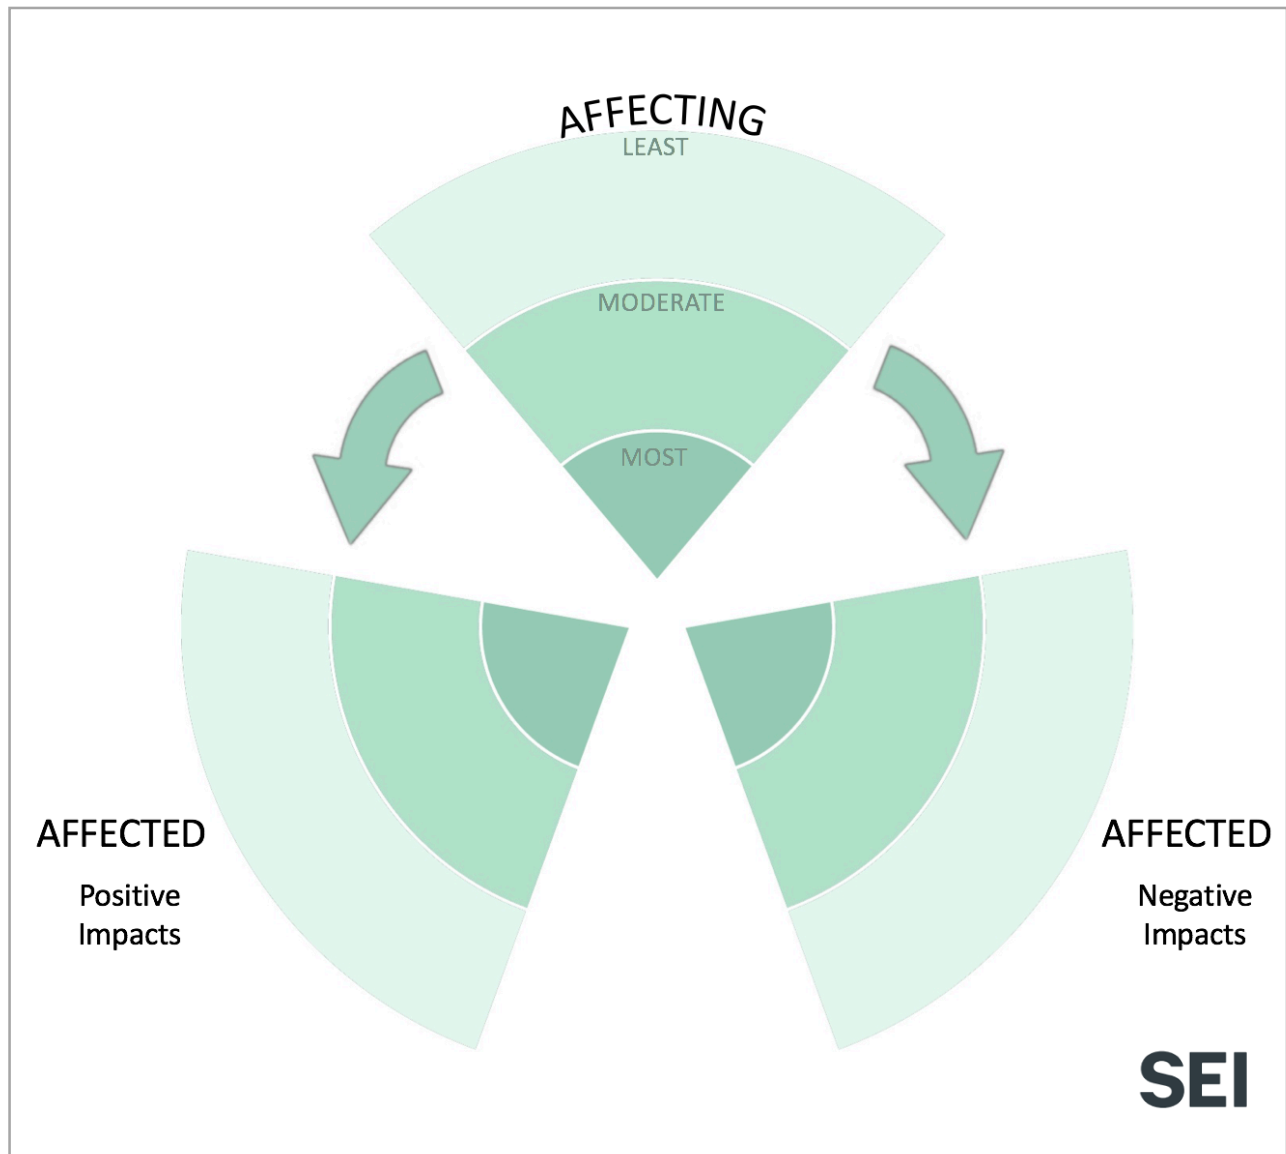 AFFECTING
LEAST
MODERATE
MOST
AFFECTED
Positive
Impacts
AFFECTED
Negative
Impacts
SEI